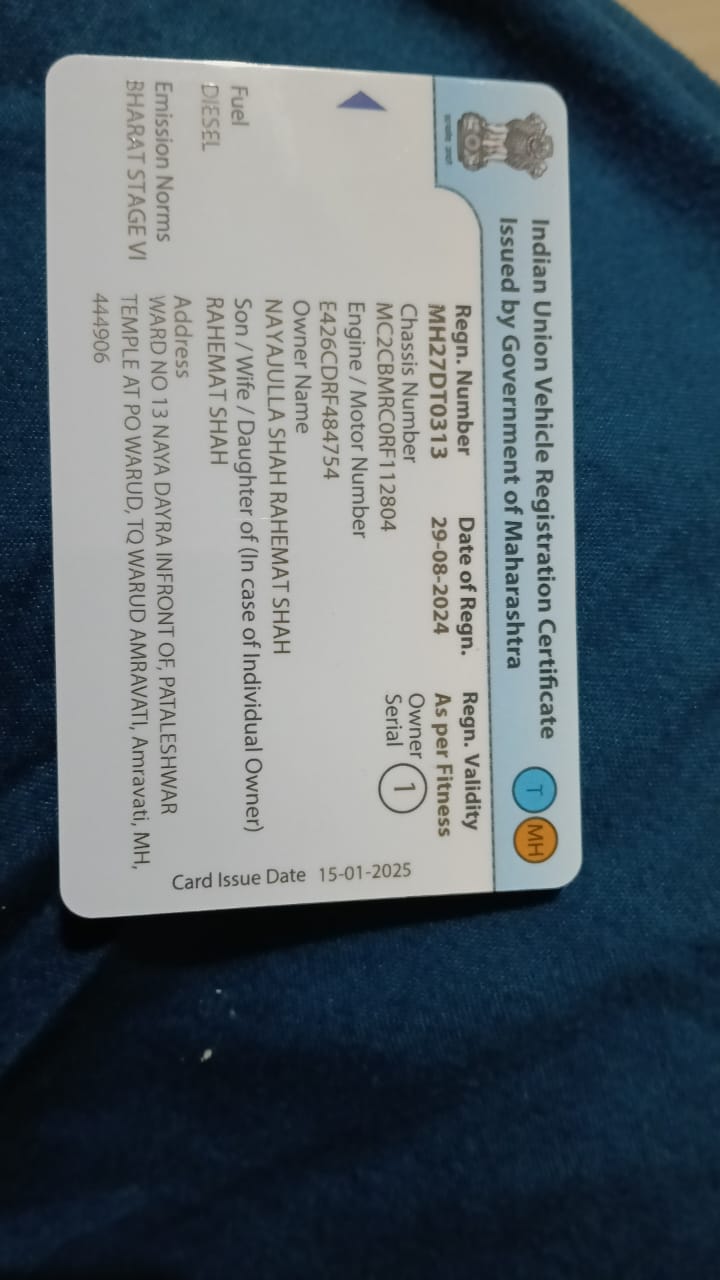 Indian Union Vehicle Registration Certificate
Issued by Government of Maharashtra
T MH
Regn. Number Date of Regn. Regn. Validity
MH27DT0313 29-08-2024 As per Fitness
Chassis Number
MC2CBMRC0RF112804
Owner
Serial 1
Engine / Motor Number
E426CDRF484754
Owner Name
NAYAJULLA SHAH RAHEMAT SHAH
Son / Wife / Daughter of (In case of Individual Owner)
RAHEMAT SHAH
Fuel
DIESEL
Emission Norms
BHARAT STAGE VI
Address
WARD NO 13 NAYA DAYRA INFRONT OF, PATALESHWAR
TEMPLE AT PO WARUD, TQ WARUD AMRAVATI, Amravati, MH,
444906
Card Issue Date 15-01-2025